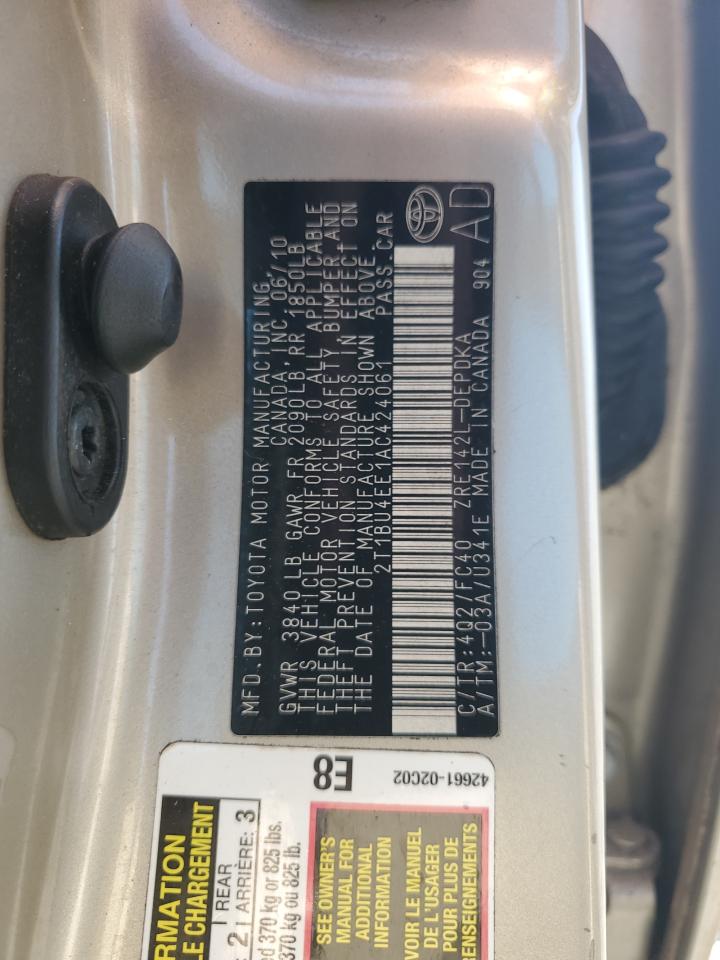 MFD.BY:TOYOTA MOTOR MANUFACTURING
CANADA, INC. 06/10
GVWR 3840LB GAWR FR 2090LB RR 1850LB
THIS VEHICLE CONFORMS TO ALL APPLICABLE
FEDERAL MOTOR VEHICLE SAFETY, BUMPER, AND
THEFT PREVENTION STANDARDS IN EFFECT ON
THE DATE OF MANUFACTURE SHOWN ABOVE.
2T1BU4EE1AC424061 PASS.CAR
C/TR:4Q2/FC40 ZRE142L-DEPDKA
A/TM:-03A/U341E MADE IN CANADA 904 AD
E8
42661-02C02
RMATION
LE CHARGEMENT
2 REAR
ARRIÈRE: 3
ed 370 kg or 825 lbs.
370 kg ou 825 lb.
SEE OWNER'S
MANUAL FOR
ADDITIONAL
INFORMATION
VOIR LE MANUEL
DE L'USAGER
POUR PLUS DE
RENSEIGNEMENTS